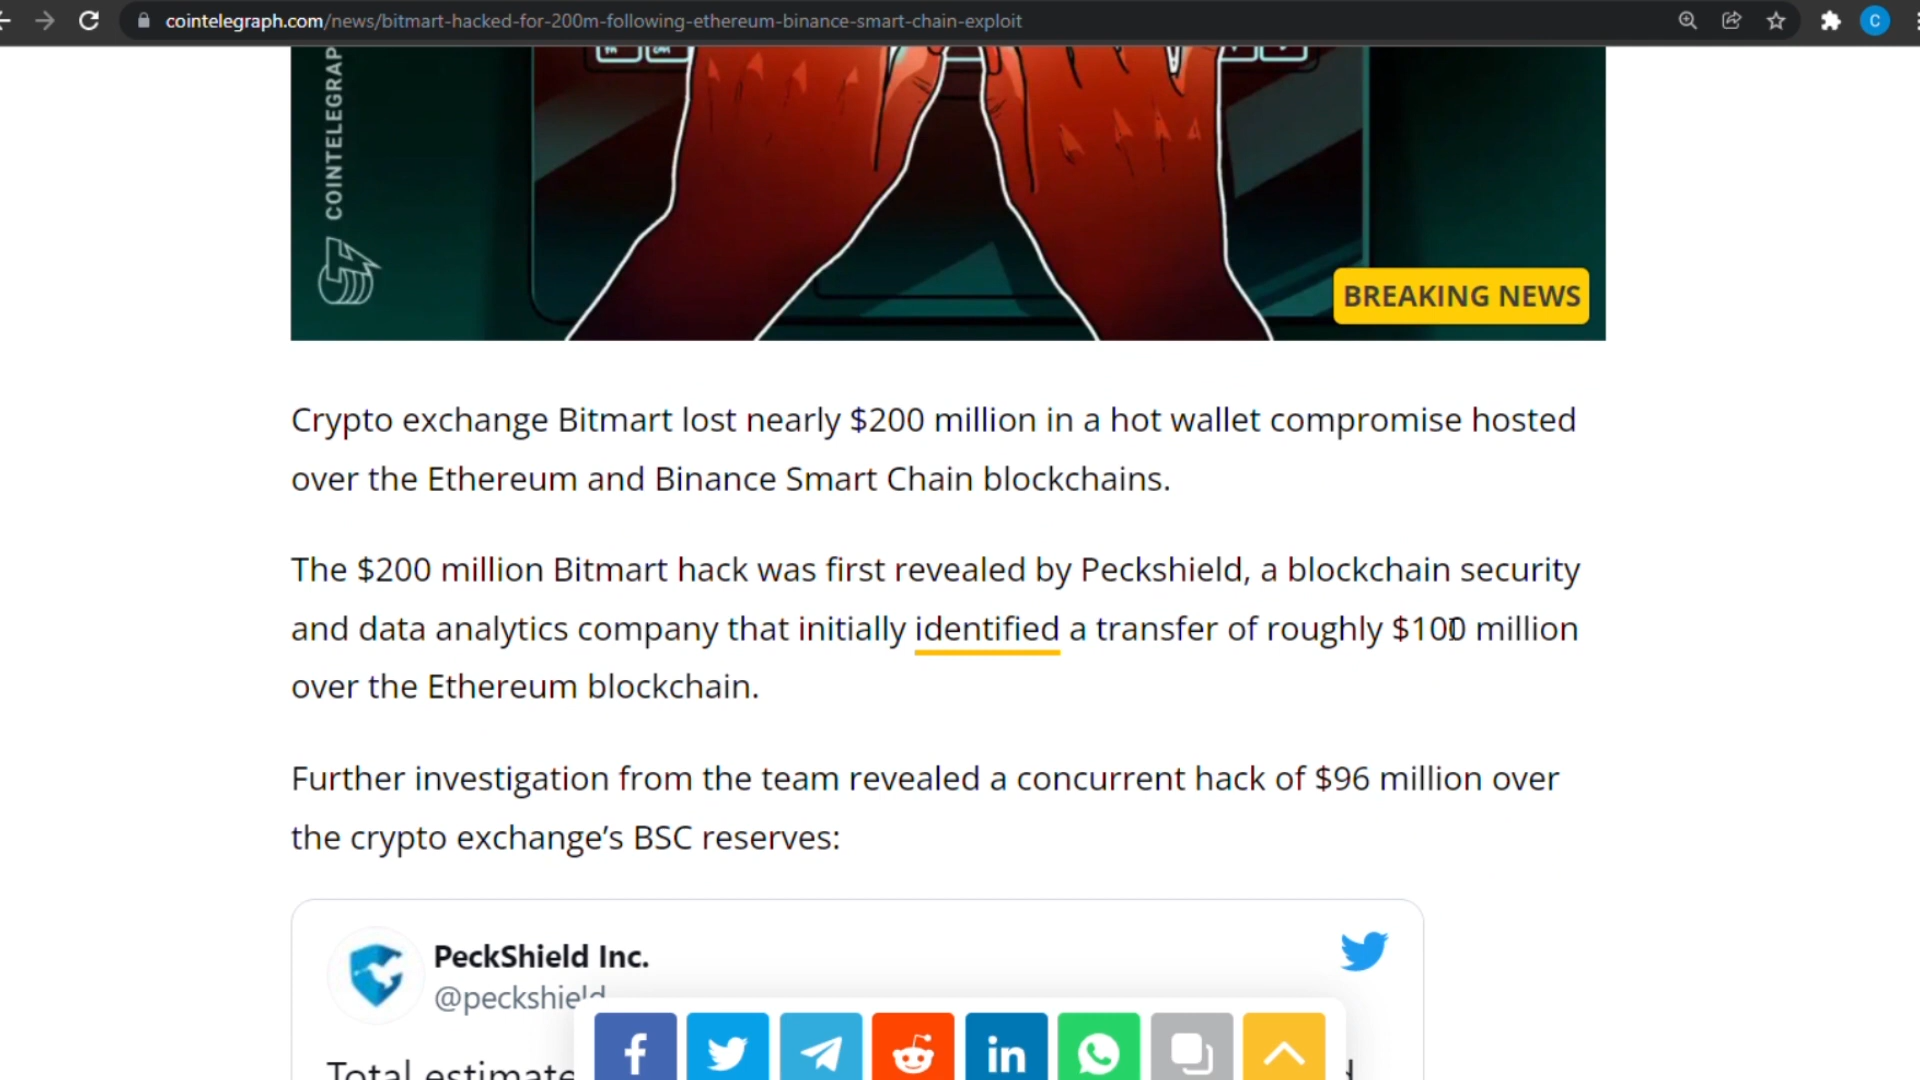 cointelegraph.com/news/bitmart-hacked-for-200m-following-ethereum-binance-smart-chain-exploit
C
COINTELEGRAP
BREAKING NEWS
Crypto exchange Bitmart lost nearly $200 million in a hot wallet compromise hosted
over the Ethereum and Binance Smart Chain blockchains.
The $200 million Bitmart hack was first revealed by Peckshield, a blockchain security
and data analytics company that initially identified a transfer of roughly $100 million
over the Ethereum blockchain.
Further investigation from the team revealed a concurrent hack of $96 million over
the crypto exchange's BSC reserves:
PeckShield Inc.
@peckshield
Total estimate